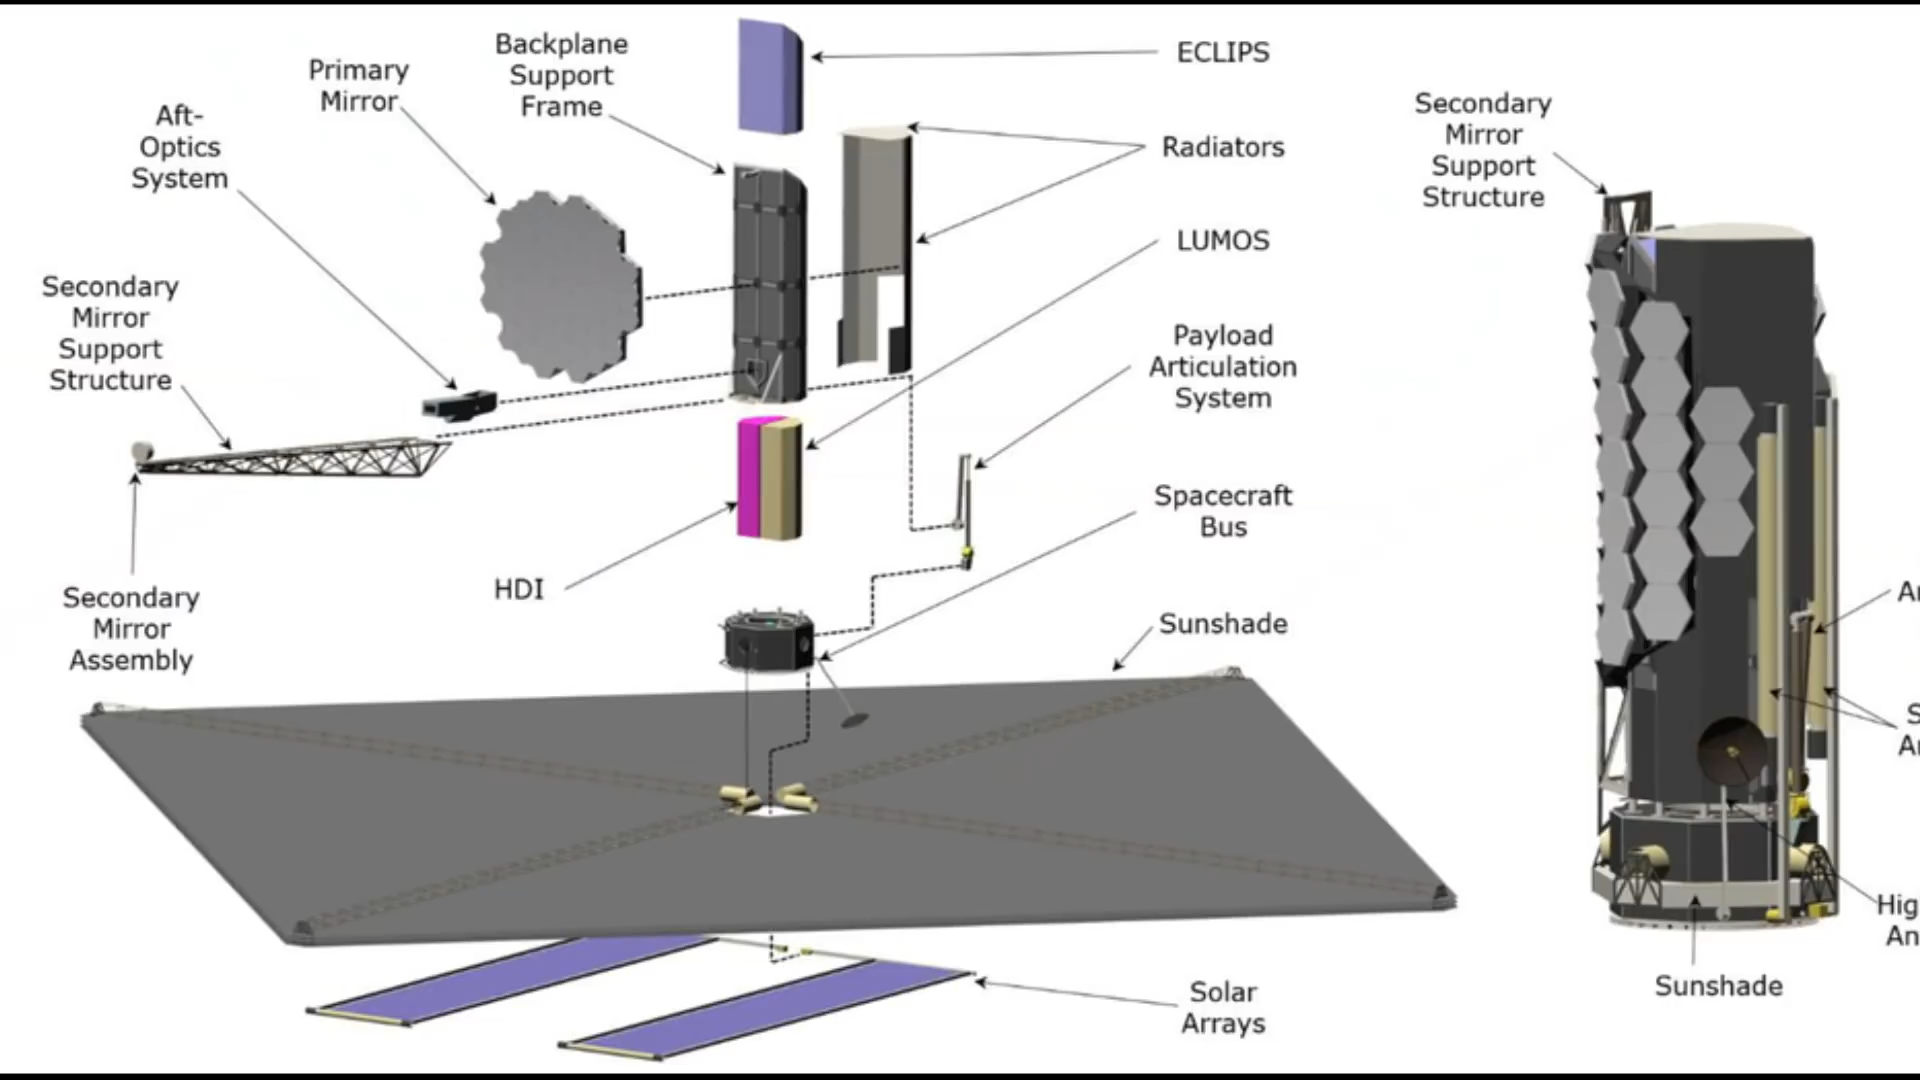 Backplane
Support
Frame
Primary
Mirror
Aft-
Optics
System
Secondary
Mirror
Support
Structure
Secondary
Mirror
Assembly
HDI
ECLIPS
Radiators
LUMOS
Payload
Articulation
System
Spacecraft
Bus
Sunshade
Solar
Arrays
Secondary
Mirror
Support
Structure
Sunshade